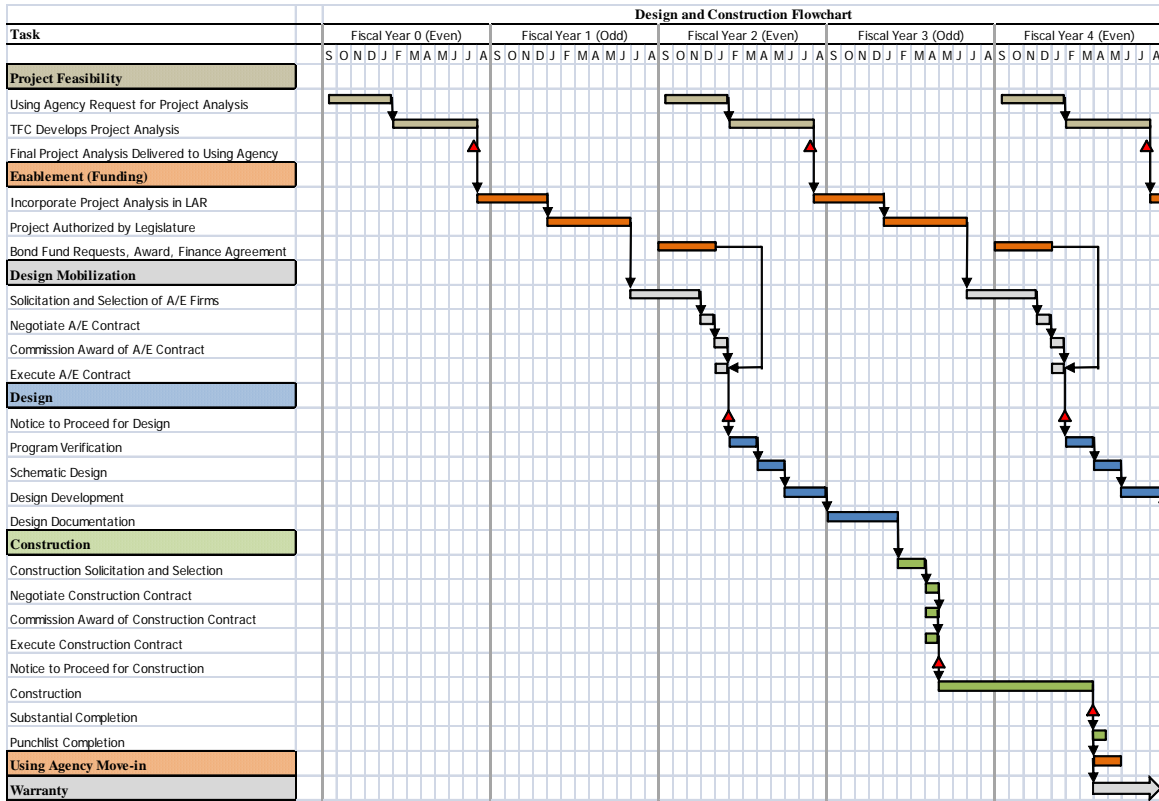 Design and Construction Flowchart
Task Fiscal Year 0 (Even) Fiscal Year 1 (Odd) Fiscal Year 2 (Even) Fiscal Year 3 (Odd) Fiscal Year 4 (Even)
S O N D J F M A M J J A S O N D J F M A M J J A S O N D J F M A M J J A S O N D J F M A M J J A S O N D J F M A M J J A
Project Feasibility
Using Agency Request for Project Analysis
TFC Develops Project Analysis
Final Project Analysis Delivered to Using Agency
Enablement (Funding)
Incorporate Project Analysis in LAR
Project Authorized by Legislature
Bond Fund Requests, Award, Finance Agreement
Design Mobilization
Solicitation and Selection of A/E Firms
Negotiate A/E Contract
Commission Award of A/E Contract
Execute A/E Contract
Design
Notice to Proceed for Design
Program Verification
Schematic Design
Design Development
Design Documentation
Construction
Construction Solicitation and Selection
Negotiate Construction Contract
Commission Award of Construction Contract
Execute Construction Contract
Notice to Proceed for Construction
Construction
Substantial Completion
Punchlist Completion
Using Agency Move-in
Warranty